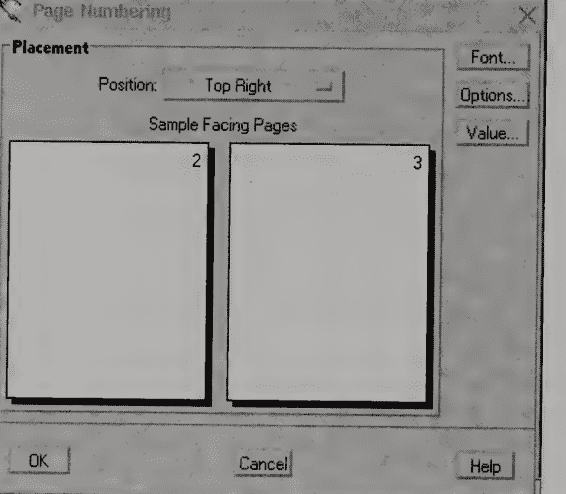 Page Numbering
Placement
Font...
Position: Top Right
Options...
Sample Facing Pages
Value...
2
3
OK
Cancel
Help